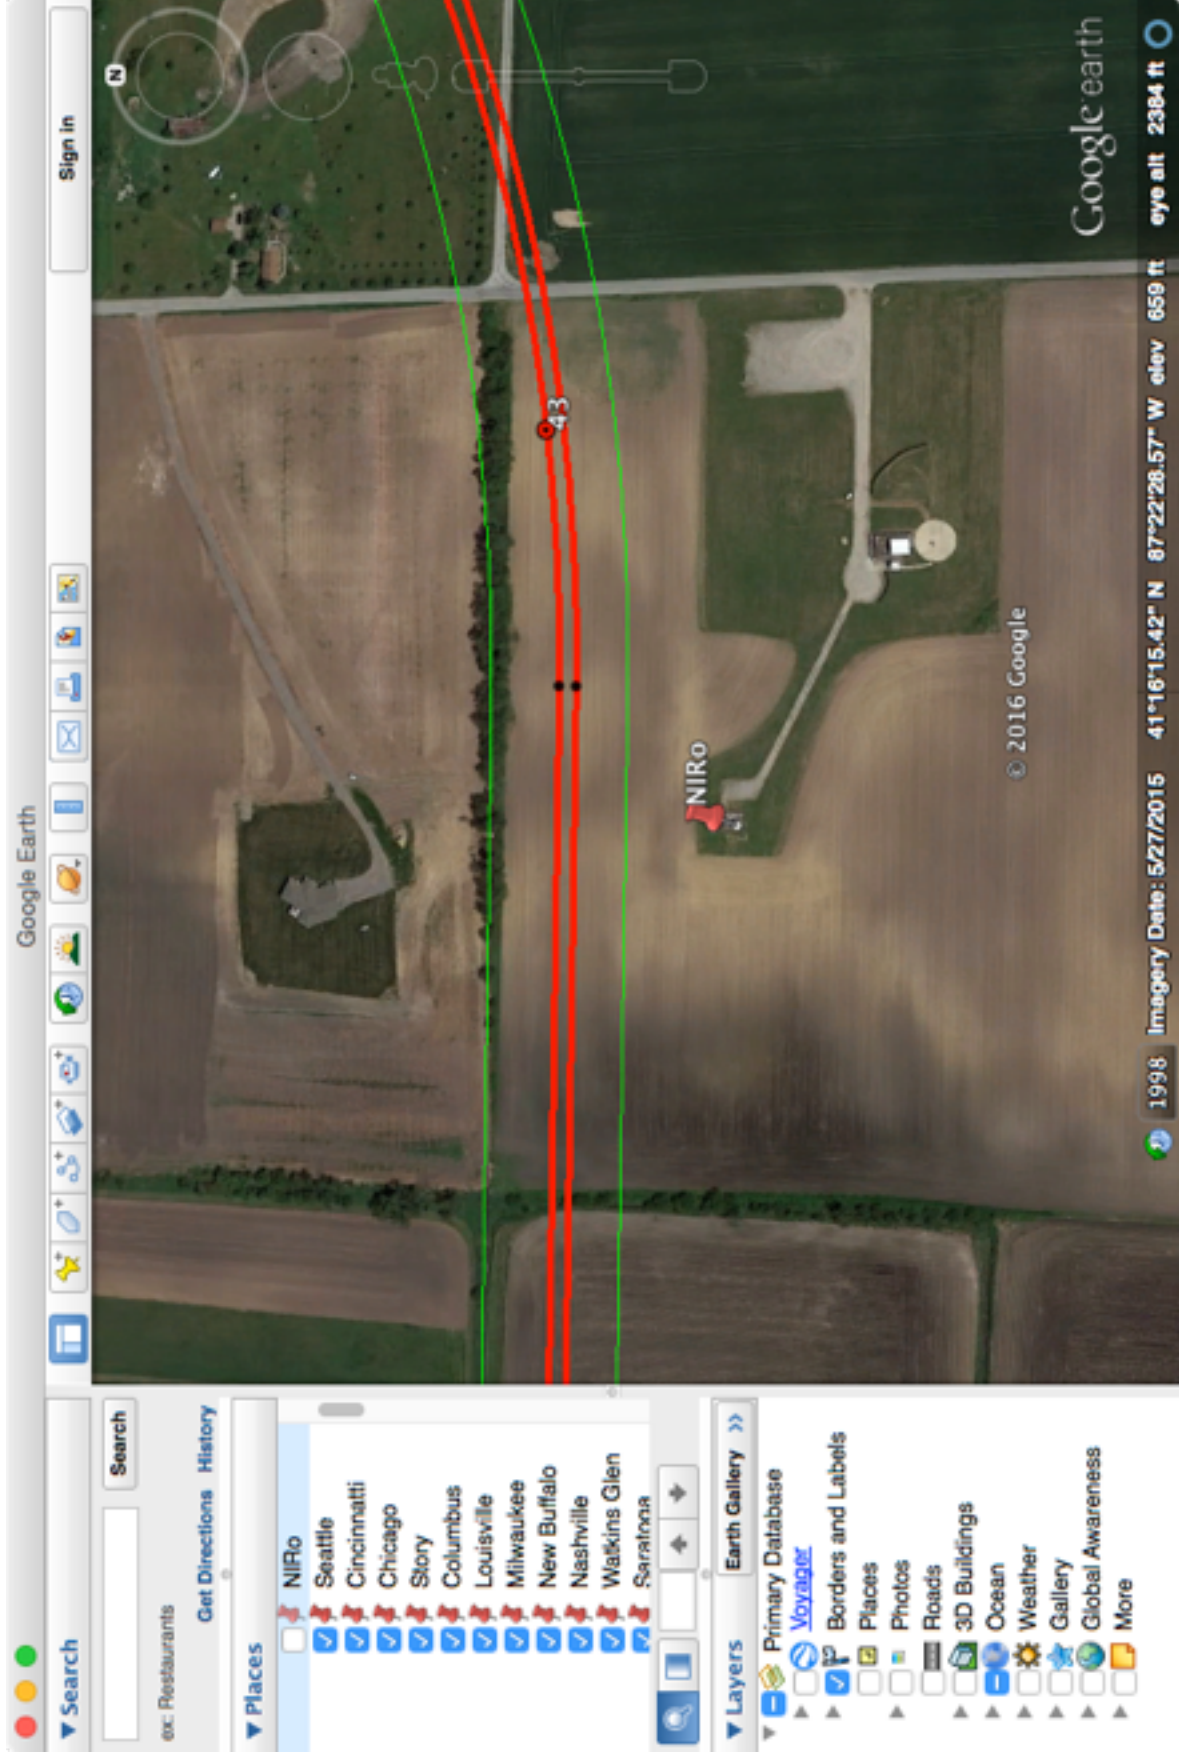 Google Earth
Search
Search
ex: Restaurants
Get Directions History
Places
NIRo
Seattle
Cincinnatti
Chicago
Story
Columbus
Louisville
Milwaukee
New Buffalo
Nashville
Watkins Glen
Saratoga
Layers
Earth Gallery >>
Primary Database
Voyager
Borders and Labels
Places
Photos
Roads
3D Buildings
Ocean
Weather
Gallery
Global Awareness
More
Sign in
N
43
NIRo
© 2016 Google
Google earth
1998 Imagery Date: 5/27/2015 41°16'15.42" N 87°22'28.57" W elev 659 ft eye alt 2384 ft